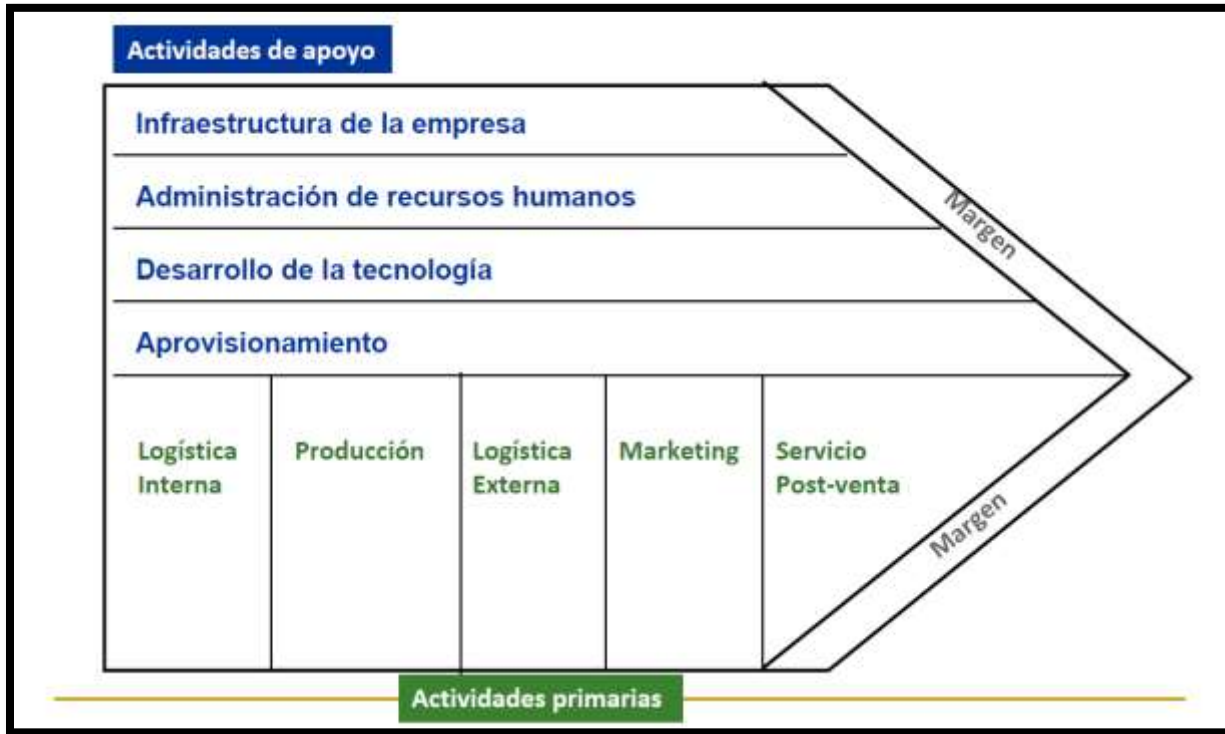 Actividades de apoyo
Infraestructura de la empresa
Administración de recursos humanos
Desarrollo de la tecnología
Aprovisionamiento
Margen
Logística
Interna
Producción
Logística
Externa
Marketing
Servicio
Post-venta
Margen
Actividades primarias